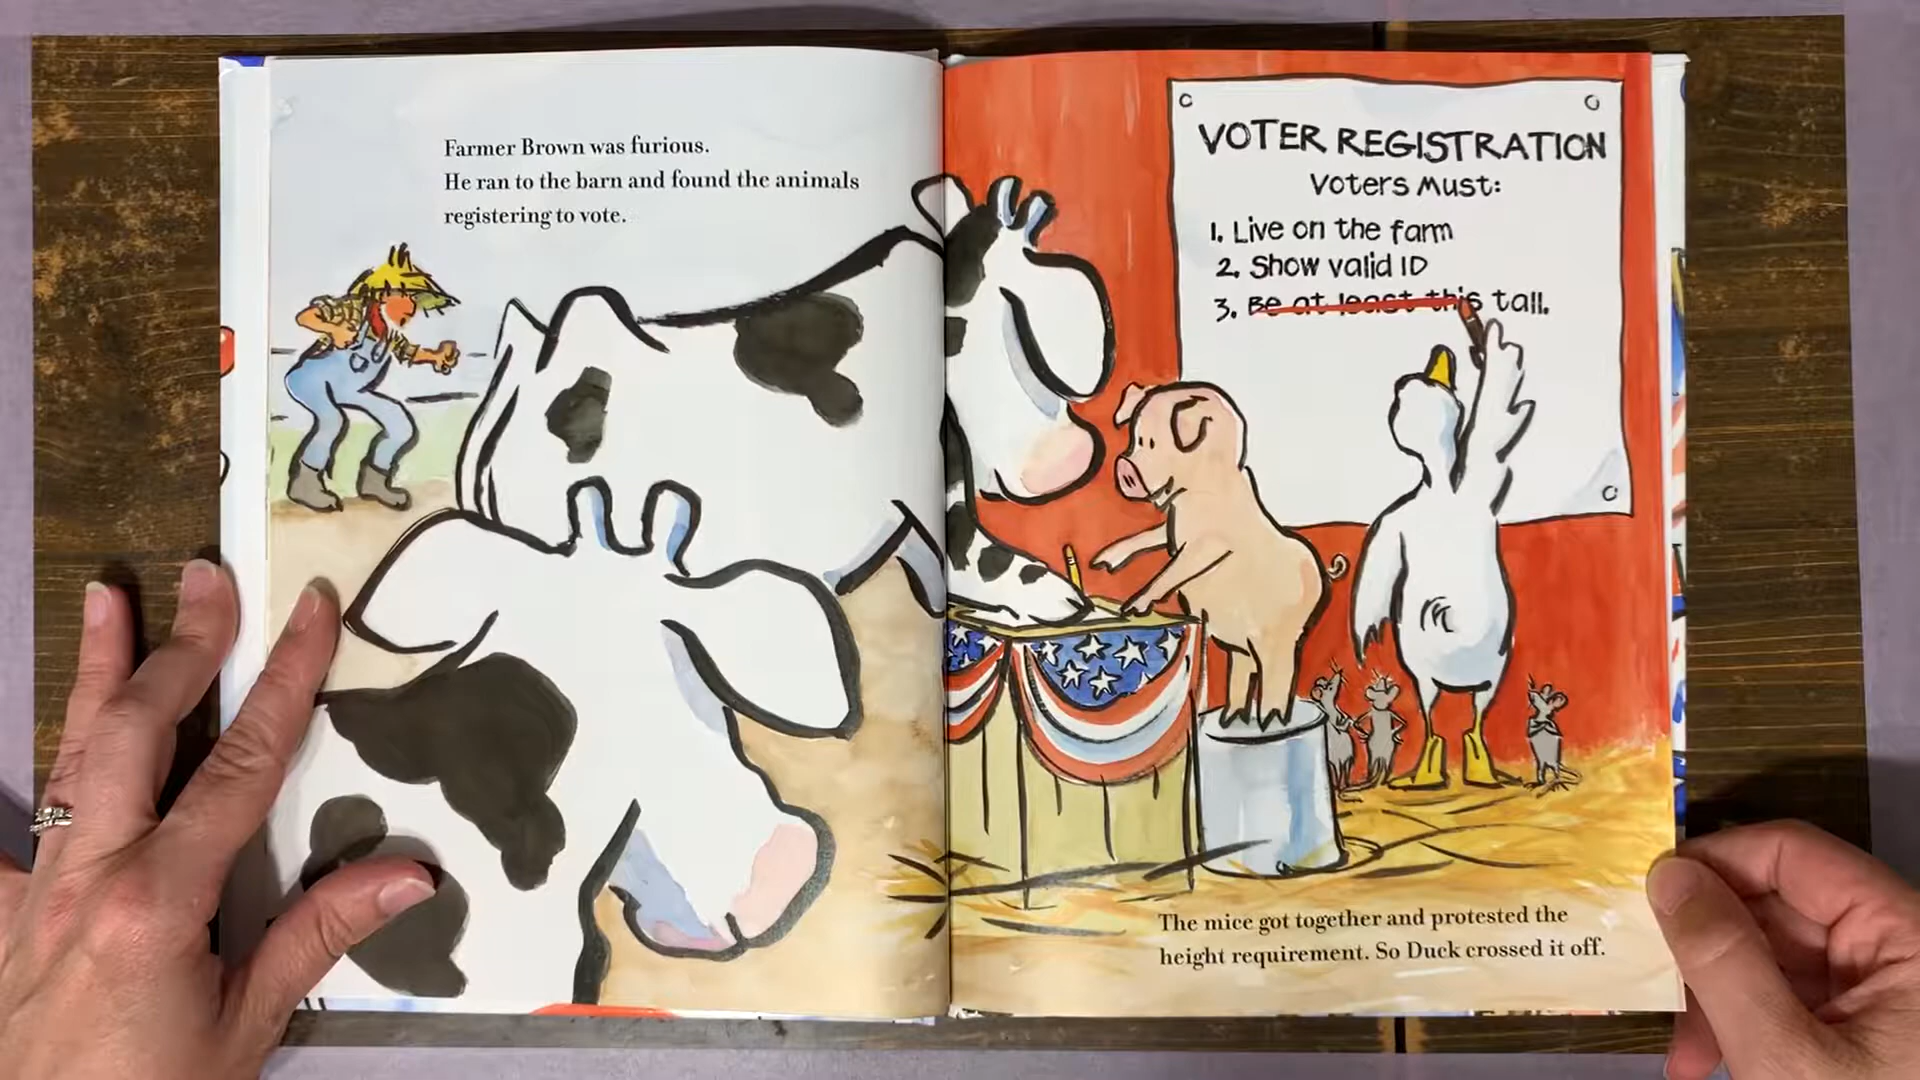 Farmer Brown was furious.
He ran to the barn and found the animals
registering to vote.
VOTER REGISTRATION
Voters Must:
1. Live on the farm
2. Show valid ID
3. Be at least this tall.
The mice got together and protested the
height requirement. So Duck crossed it off.